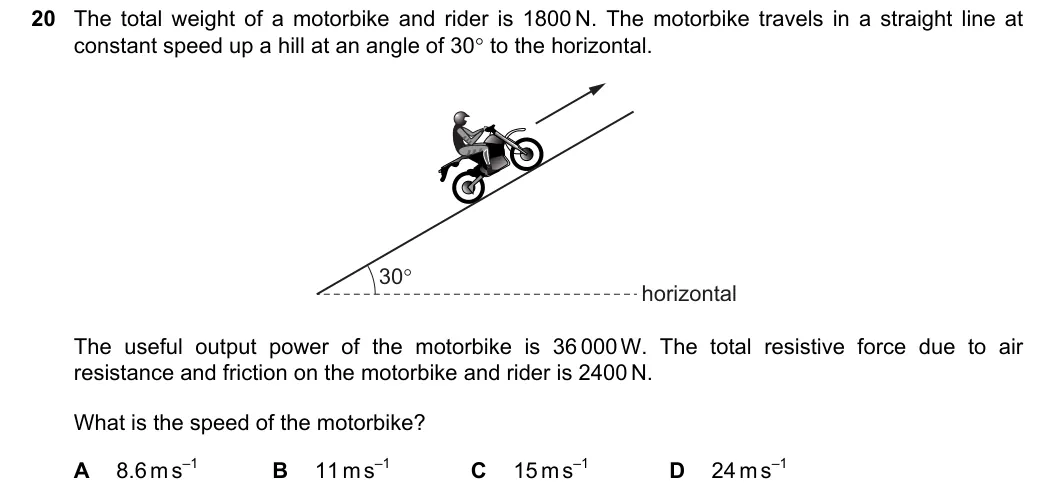 20 The total weight of a motorbike and rider is 1800 N. The motorbike travels in a straight line at
constant speed up a hill at an angle of 30° to the horizontal.
30°
horizontal
The useful output power of the motorbike is 36 000 W. The total resistive force due to air
resistance and friction on the motorbike and rider is 2400 N.
What is the speed of the motorbike?
A 8.6 m s⁻¹ B 11 m s⁻¹ C 15 m s⁻¹ D 24 m s⁻¹